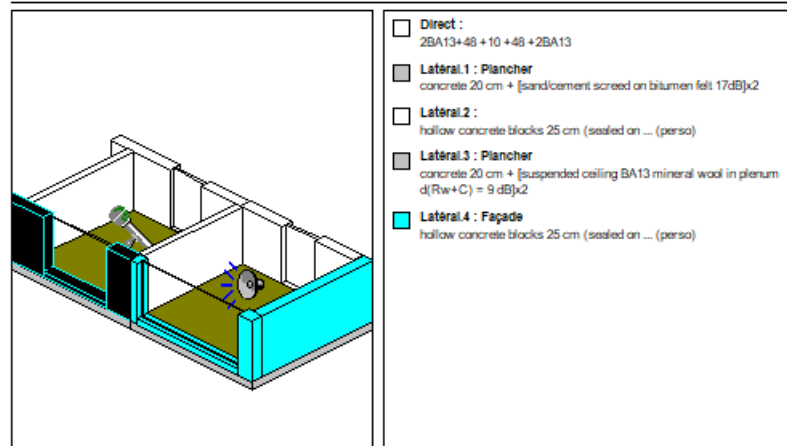 Direct :
2BA13+48 +10 +48 +2BA13
Latéral.1 : Plancher
concrete 20 cm + [sand/cement screed on bitumen felt 17dB]x2
Latéral.2 :
hollow concrete blocks 25 cm (sealed on ... (perso)
Latéral.3 : Plancher
concrete 20 cm + [suspended ceiling BA13 mineral wool in plenum
d(Rw+C) = 9 dB]x2
Latéral.4 : Façade
hollow concrete blocks 25 cm (sealed on ... (perso)